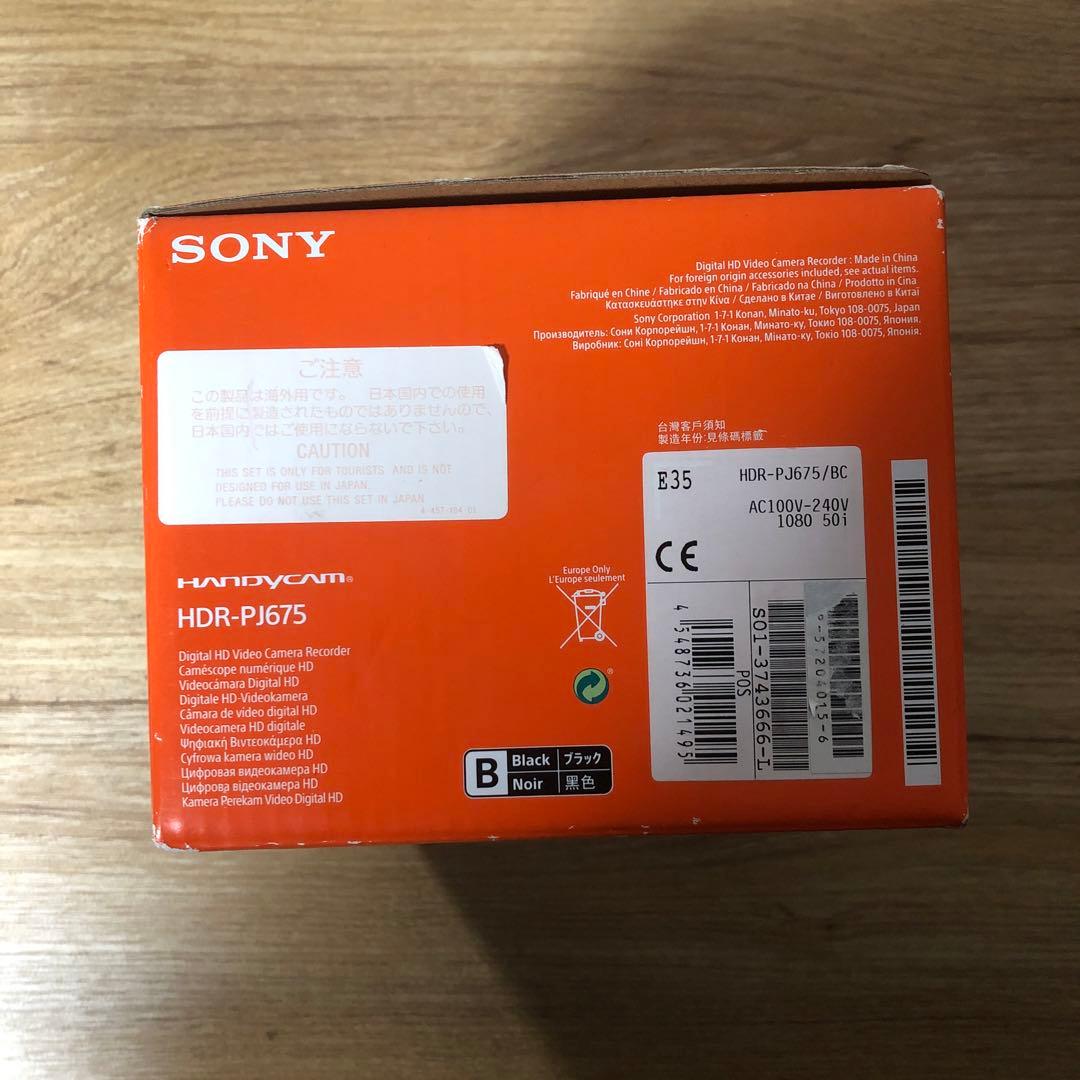 SONY
Digital HD Video Camera Recorder : Made in China
For foreign origin accessories included, see actual items.
Fabriqué en Chine / Fabricado en China / Fabricado na China / Prodotto in Cina
Κατασκευάστηκε στην Κίνα / Сделано в Китае / Виготовлено в Китаї
Sony Corporation 1-7-1 Konan, Minato-ku, Tokyo 108-0075, Japan
Производитель: Сони Корпорейшн, 1-7-1 Конан, Минато-ку, Токио 108-0075, Япония.
Виробник: Соні Корпорейшн, 1-7-1 Конан, Мінато-ку, Токіо 108-0075, Японія.
ご注意
この製品は海外用です。 日本国内での使用
を前提に製造されたものではありませんので、
日本国内ではご使用にならないで下さい。
CAUTION
THIS SET IS ONLY FOR TOURISTS AND IS NOT
DESIGNED FOR USE IN JAPAN.
PLEASE DO NOT USE THIS SET IN JAPAN
4-457-104-01
台灣客戶須知
製造年份:見條碼標籤
E35 HDR-PJ675/BC
AC100V-240V
1080 50i
CE
4 548736 021495
POS
S01-3743666-L
-57204015-6
Europe Only
L'Europe seulement
HANDYCAM®
HDR-PJ675
Digital HD Video Camera Recorder
Caméscope numérique HD
Videocámara Digital HD
Digitale HD-Videokamera
Câmara de vídeo digital HD
Videocamera HD digitale
Ψηφιακή Βιντεοκάμερα HD
Cyfrowa kamera wideo HD
Цифровая видеокамера HD
Цифрова відеокамера HD
Kamera Perekam Video Digital HD
B Black ブラック
Noir 黑色